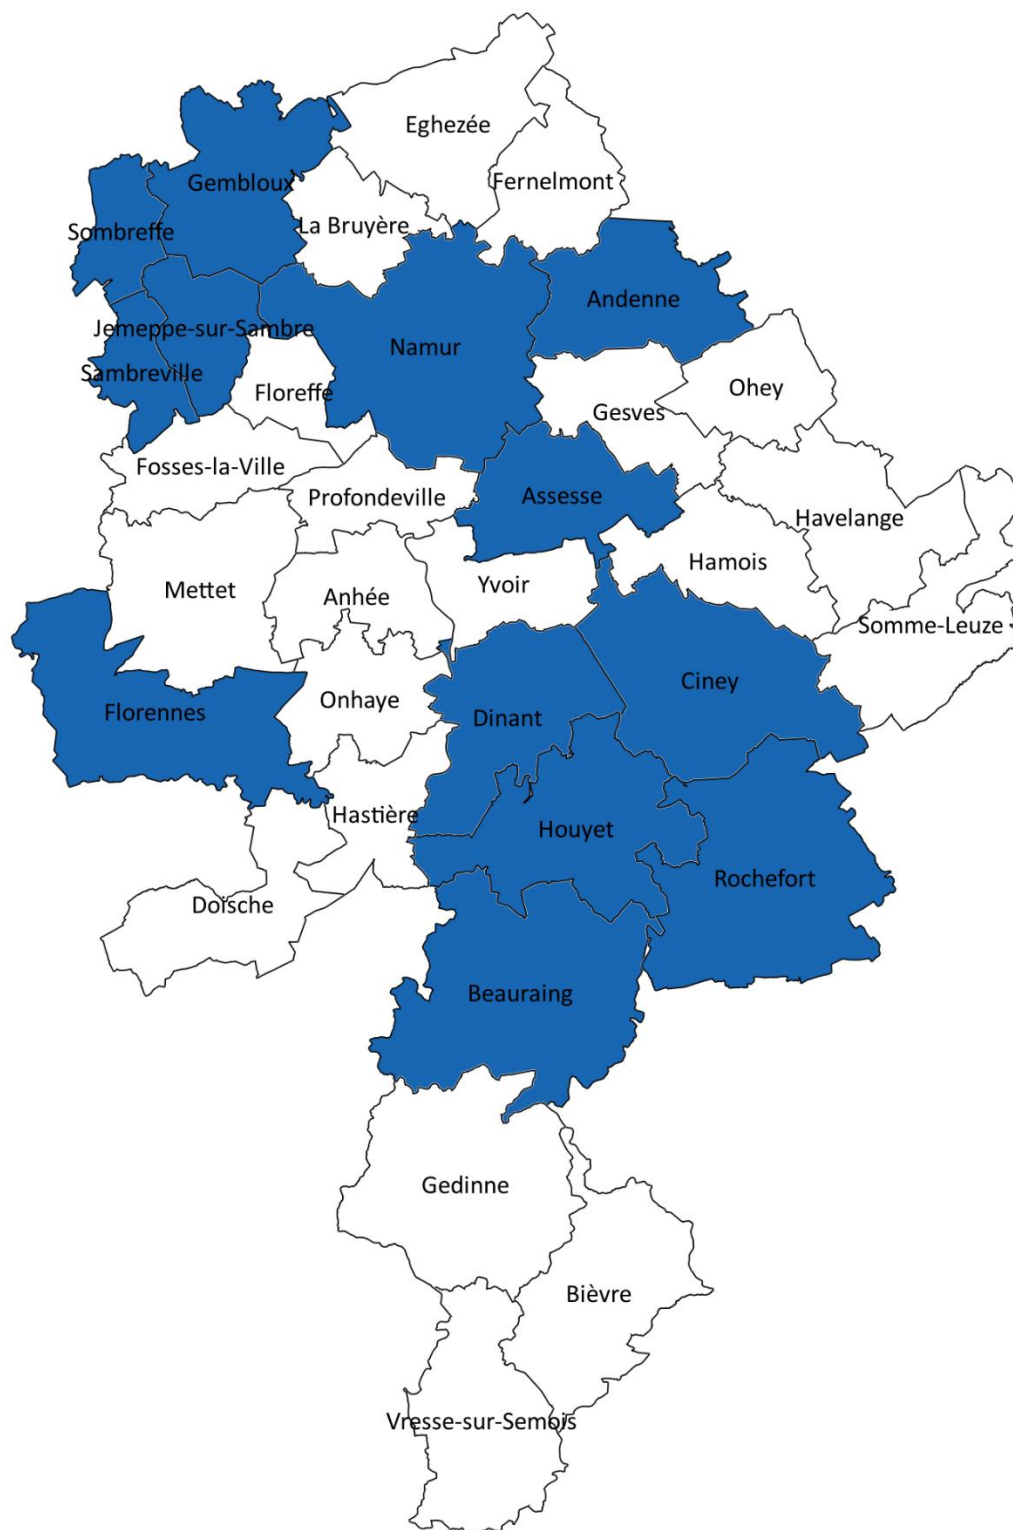 Eghezée
Gembloux
Fernelmont
La Bruyère
Sombreffe
Andenne
Jemeppe-sur-Sambre
Namur
Sambreville
Floreffe
Ohey
Gesves
Fosses-la-Ville
Profondeville
Assesse
Havelange
Hamois
Mettet
Anhée
Yvoir
Somme-Leuze
Ciney
Onhaye
Florennes
Dinant
Hastière
Houyet
Rochefort
Doische
Beauraing
Gedinne
Bièvre
Vresse-sur-Semois